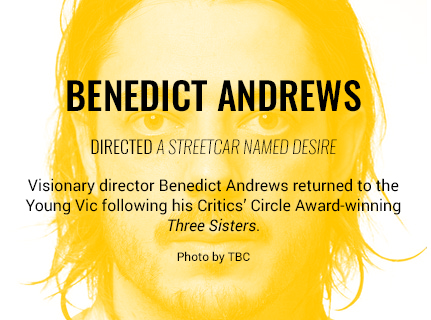 BENEDICT ANDREWS
DIRECTED A STREETCAR NAMED DESIRE
Visionary director Benedict Andrews returned to the
Young Vic following his Critics’ Circle Award-winning
Three Sisters.
Photo by TBC